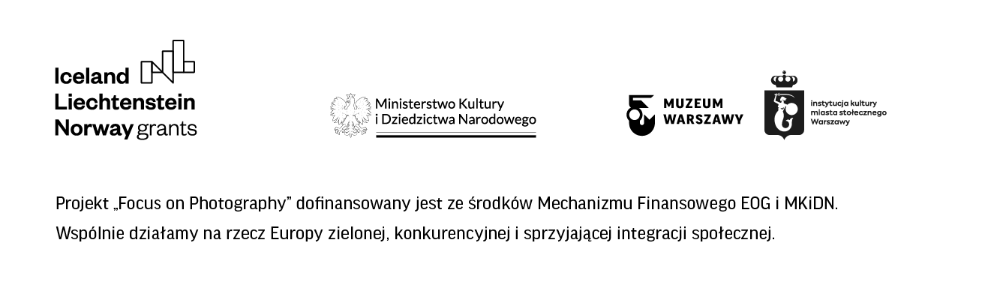 Iceland
Liechtenstein
Norway grants
Ministerstwo Kultury
i Dziedzictwa Narodowego
MUZEUM
WARSZAWY
instytucja kultury
miasta stołecznego
Warszawy
Projekt „Focus on Photography” dofinansowany jest ze środków Mechanizmu Finansowego EOG i MKiDN.
Wspólnie działamy na rzecz Europy zielonej, konkurencyjnej i sprzyjającej integracji społecznej.